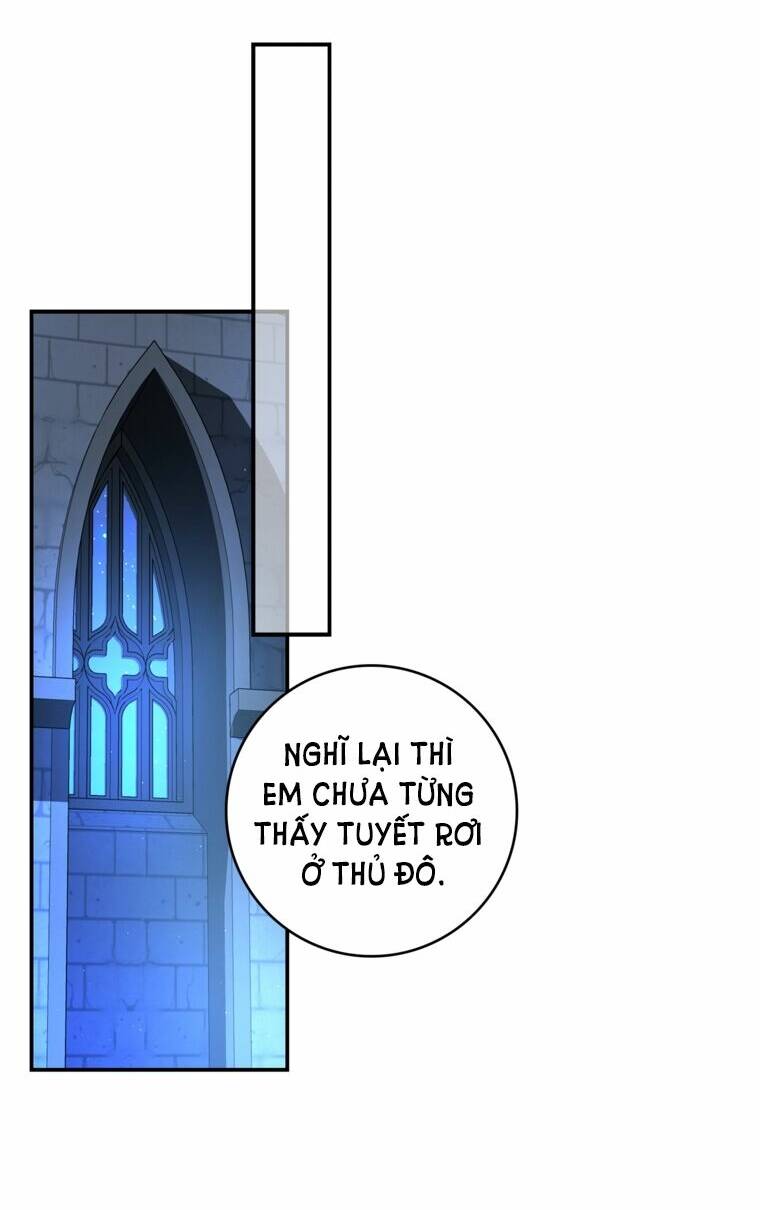 NGHĨ LẠI THÌ
EM CHƯA TỪNG
THẤY TUYẾT RƠI
Ở THỦ ĐÔ.